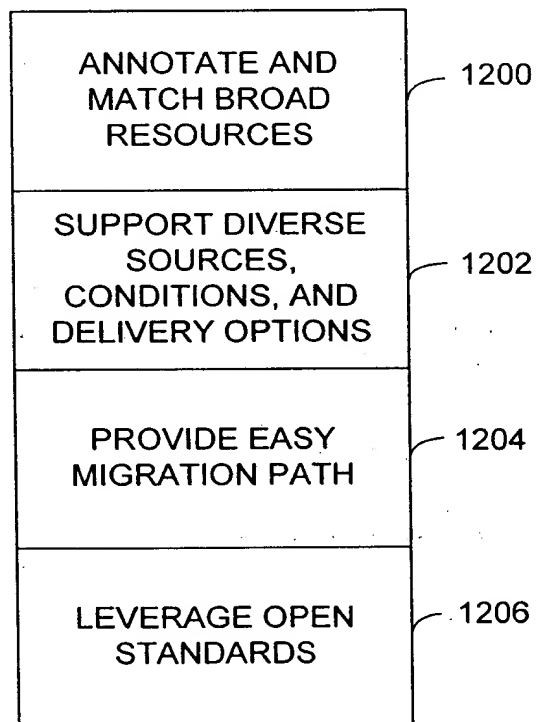 ANNOTATE AND
MATCH BROAD
RESOURCES
1200
SUPPORT DIVERSE
SOURCES,
CONDITIONS, AND
DELIVERY OPTIONS
1202
PROVIDE EASY
MIGRATION PATH
1204
LEVERAGE OPEN
STANDARDS
1206